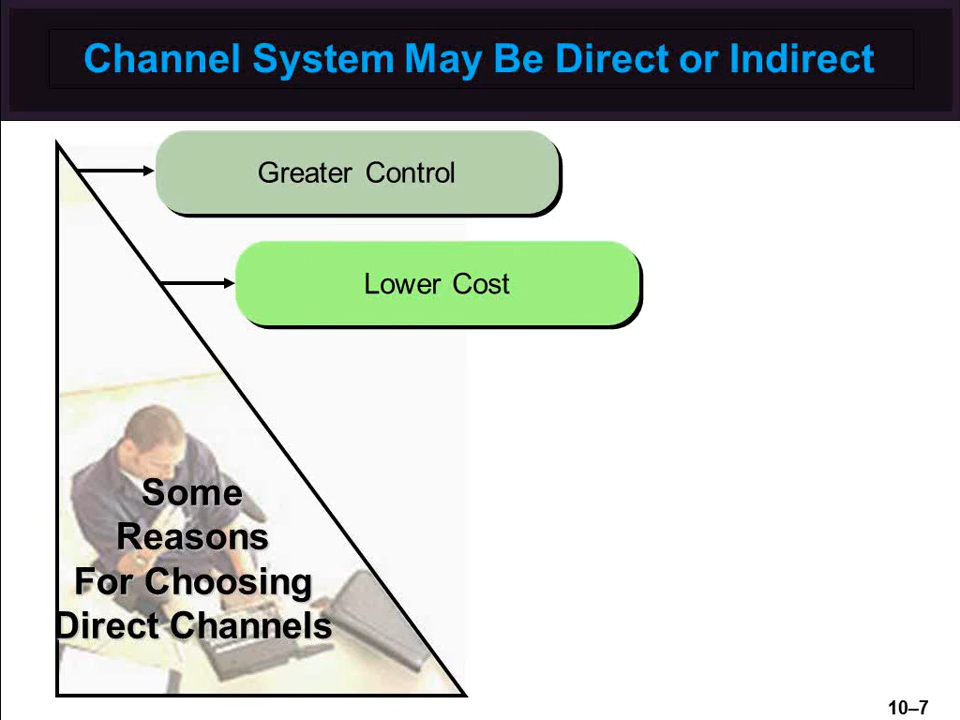 Channel System May Be Direct or Indirect
Greater Control
Lower Cost
Some
Reasons
For Choosing
Direct Channels
10–7